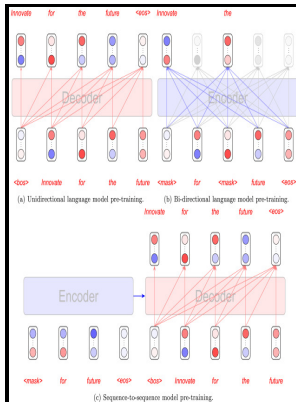 Innovate for the future <eos> Innovate the
Decoder Encoder
<bos> Innovate for the future <mask> for <mask> future <eos>
(a) Unidirectional language model pre-training. (b) Bi-directional language model pre-training.
Innovate for the future <eos>
Encoder Decoder
<mask> for future <eos> <bos> Innovate for the future
(c) Sequence-to-sequence model pre-training.